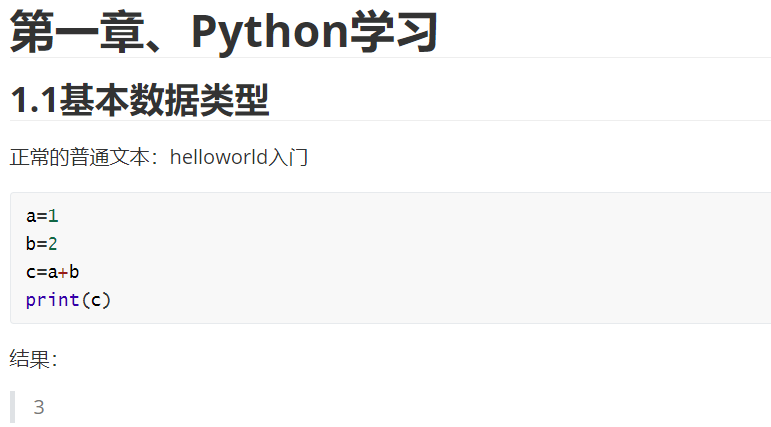 第一章、Python学习
1.1基本数据类型
正常的普通文本：helloworld入门
a=1
b=2
c=a+b
print(c)
结果：
3